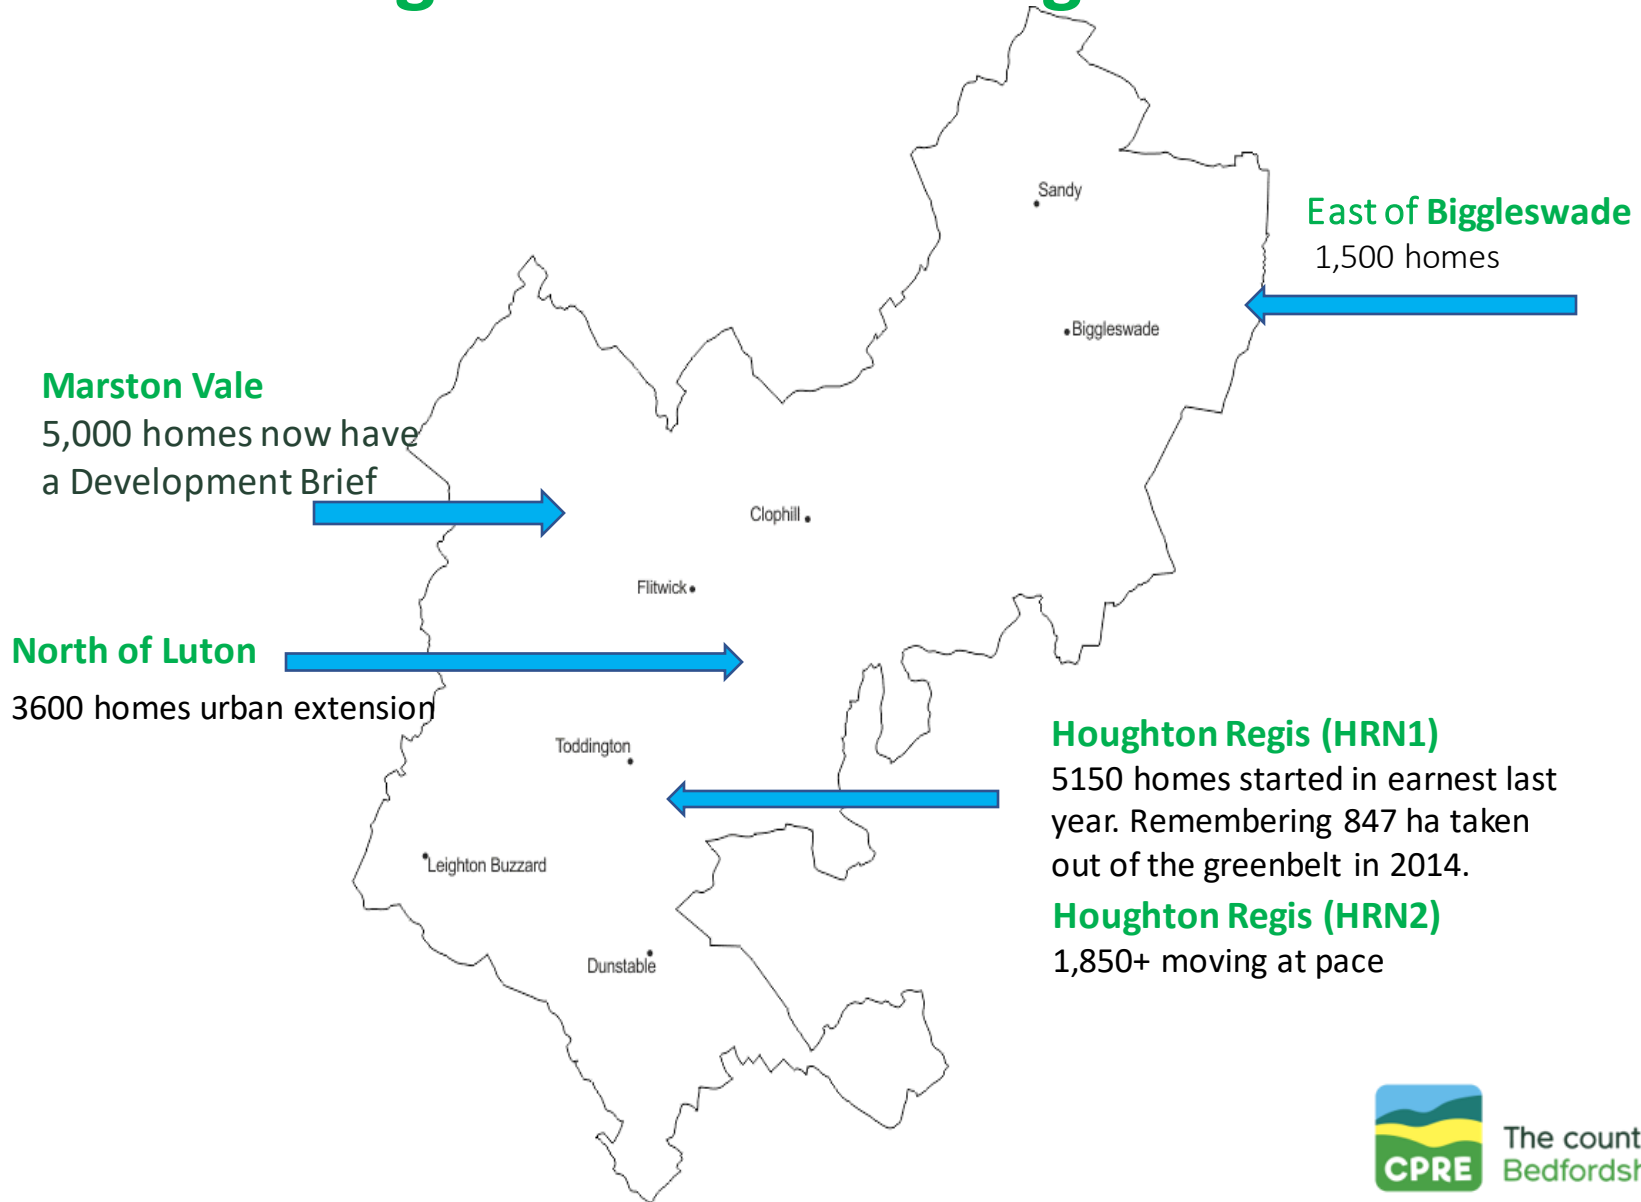 Sandy
East of Biggleswade
1,500 homes
Biggleswade
Marston Vale
5,000 homes now have
a Development Brief
Clophill
Flitwick
North of Luton
3600 homes urban extension
Toddington
Houghton Regis (HRN1)
5150 homes started in earnest last
year. Remembering 847 ha taken
out of the greenbelt in 2014.
Leighton Buzzard
Houghton Regis (HRN2)
1,850+ moving at pace
Dunstable
CPRE
The count
Bedfordsh